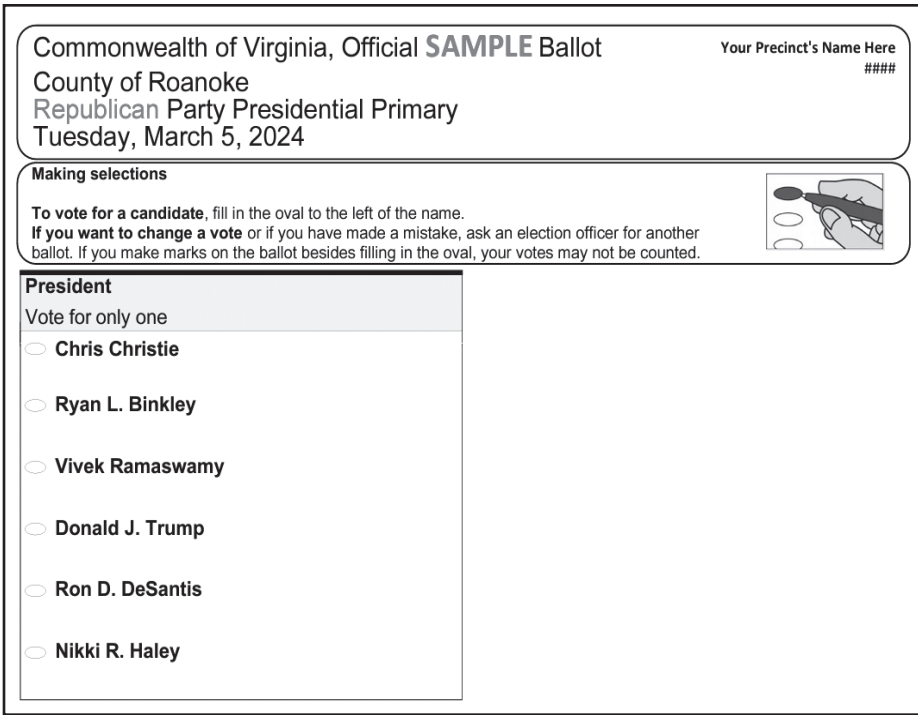 Commonwealth of Virginia, Official SAMPLE Ballot
County of Roanoke
Republican Party Presidential Primary
Tuesday, March 5, 2024
Your Precinct's Name Here
####
Making selections
To vote for a candidate, fill in the oval to the left of the name.
If you want to change a vote or if you have made a mistake, ask an election officer for another
ballot. If you make marks on the ballot besides filling in the oval, your votes may not be counted.
President
Vote for only one
Chris Christie
Ryan L. Binkley
Vivek Ramaswamy
Donald J. Trump
Ron D. DeSantis
Nikki R. Haley